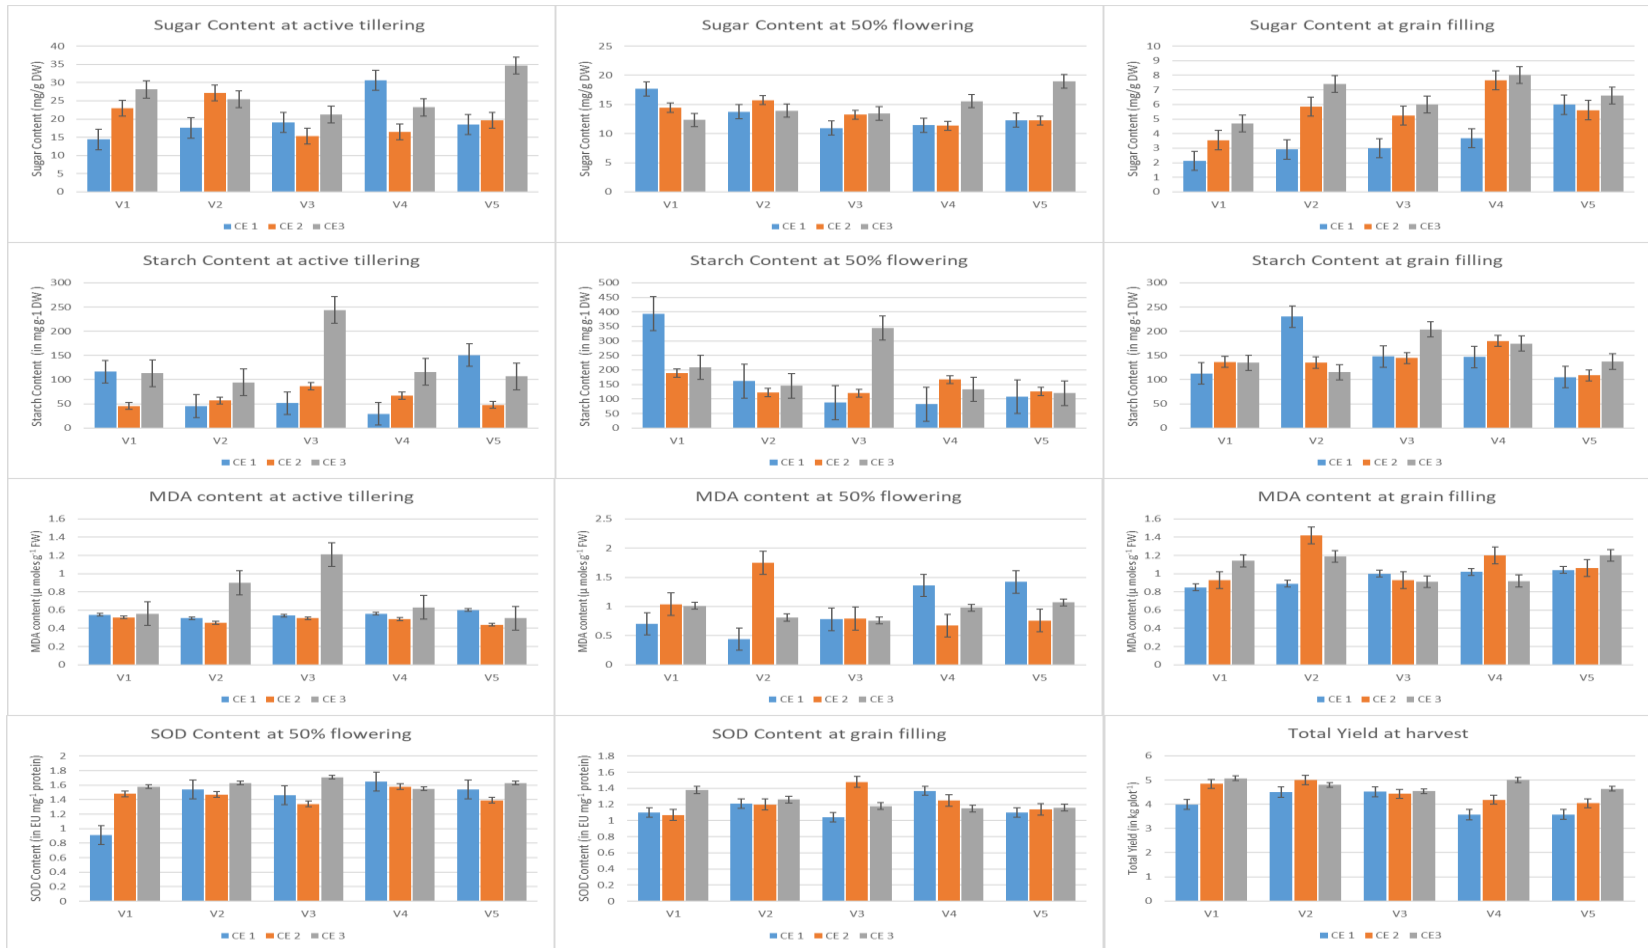 Sugar Content at active tillering
Sugar Content (mg/g DW)
40
35
30
25
20
15
10
5
0
V1 V2 V3 V4 V5
CE 1 CE 2 CE3
Sugar Content at 50% flowering
Sugar Content (mg/g DW)
25
20
15
10
5
0
V1 V2 V3 V4 V5
CE 1 CE 2 CE3
Sugar Content at grain filling
Sugar Content (mg/g DW)
10
9
8
7
6
5
4
3
2
1
0
V1 V2 V3 V4 V5
CE 1 CE 2 CE3
Starch Content at active tillering
Starch Content (in mg g-1 DW )
300
250
200
150
100
50
0
V1 V2 V3 V4 V5
CE 1 CE 2 CE 3
Starch Content at 50% flowering
Starch Content (in mg g-1 DW )
500
450
400
350
300
250
200
150
100
50
0
V1 V2 V3 V4 V5
CE 1 CE 2 CE 3
Starch Content at grain filling
Starch Content (in mg g-1 DW )
300
250
200
150
100
50
0
V1 V2 V3 V4 V5
CE 1 CE 2 CE 3
MDA content at active tillering
MDA content (µ moles g⁻¹ FW)
1.6
1.4
1.2
1
0.8
0.6
0.4
0.2
0
V1 V2 V3 V4 V5
CE 1 CE 2 CE 3
MDA content at 50% flowering
MDA content (µ moles g⁻¹ FW)
2.5
2
1.5
1
0.5
0
V1 V2 V3 V4 V5
CE 1 CE 2 CE 3
MDA content at grain filling
MDA content (µ moles g⁻¹ FW)
1.6
1.4
1.2
1
0.8
0.6
0.4
0.2
0
V1 V2 V3 V4 V5
CE 1 CE 2 CE 3
SOD Content at 50% flowering
SOD Content (in EU mg⁻¹ protein)
2
1.8
1.6
1.4
1.2
1
0.8
0.6
0.4
0.2
0
V1 V2 V3 V4 V5
CE 1 CE 2 CE 3
SOD Content at grain filling
SOD Content (in EU mg⁻¹ protein)
1.8
1.6
1.4
1.2
1
0.8
0.6
0.4
0.2
0
V1 V2 V3 V4 V5
CE 1 CE 2 CE 3
Total Yield at harvest
Total Yield (in kg plot⁻¹)
6
5
4
3
2
1
0
V1 V2 V3 V4 V5
CE 1 CE 2 CE3